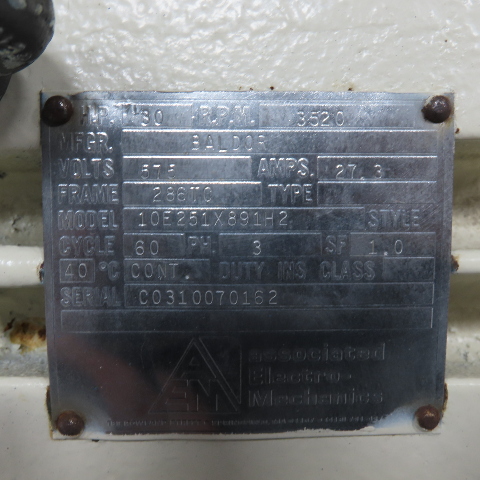 H.P. 30 R.P.M. 3520
MFGR. BALDOR
VOLTS 575 AMPS. 27.3
FRAME 286TC TYPE
MODEL 10E251X891H2 STYLE
CYCLE 60 PH. 3 SF 1.0
40 °C CONT. DUTY INS CLASS
SERIAL C0310070162
AEM
associated
Electro-
Mechanics